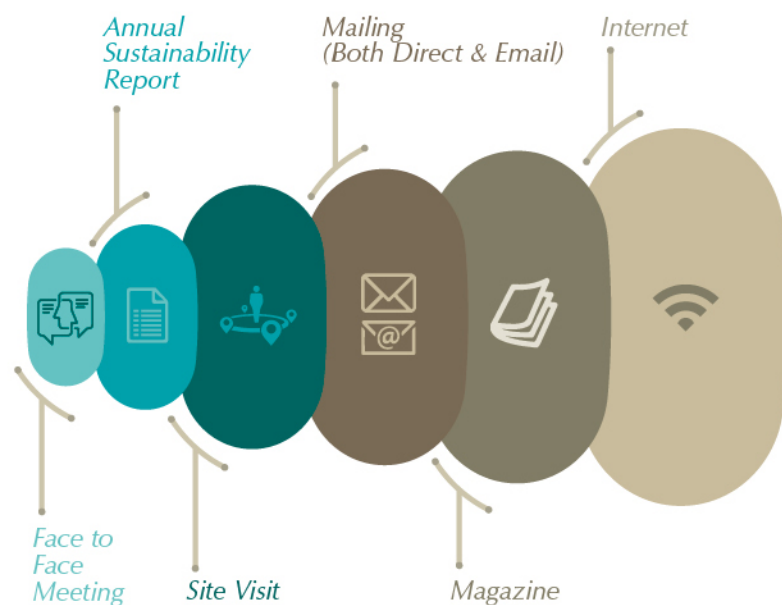 Annual
Sustainability
Report
Mailing
(Both Direct & Email)
Internet
@
Face to
Face
Meeting
Site Visit
Magazine